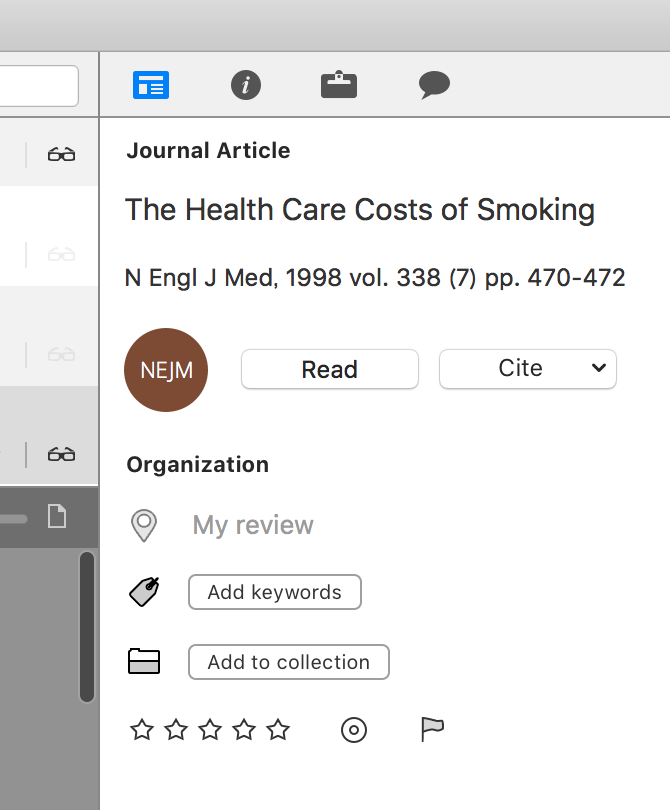 Journal Article
The Health Care Costs of Smoking
N Engl J Med, 1998 vol. 338 (7) pp. 470-472
NEJM
Read
Cite
Organization
My review
Add keywords
Add to collection